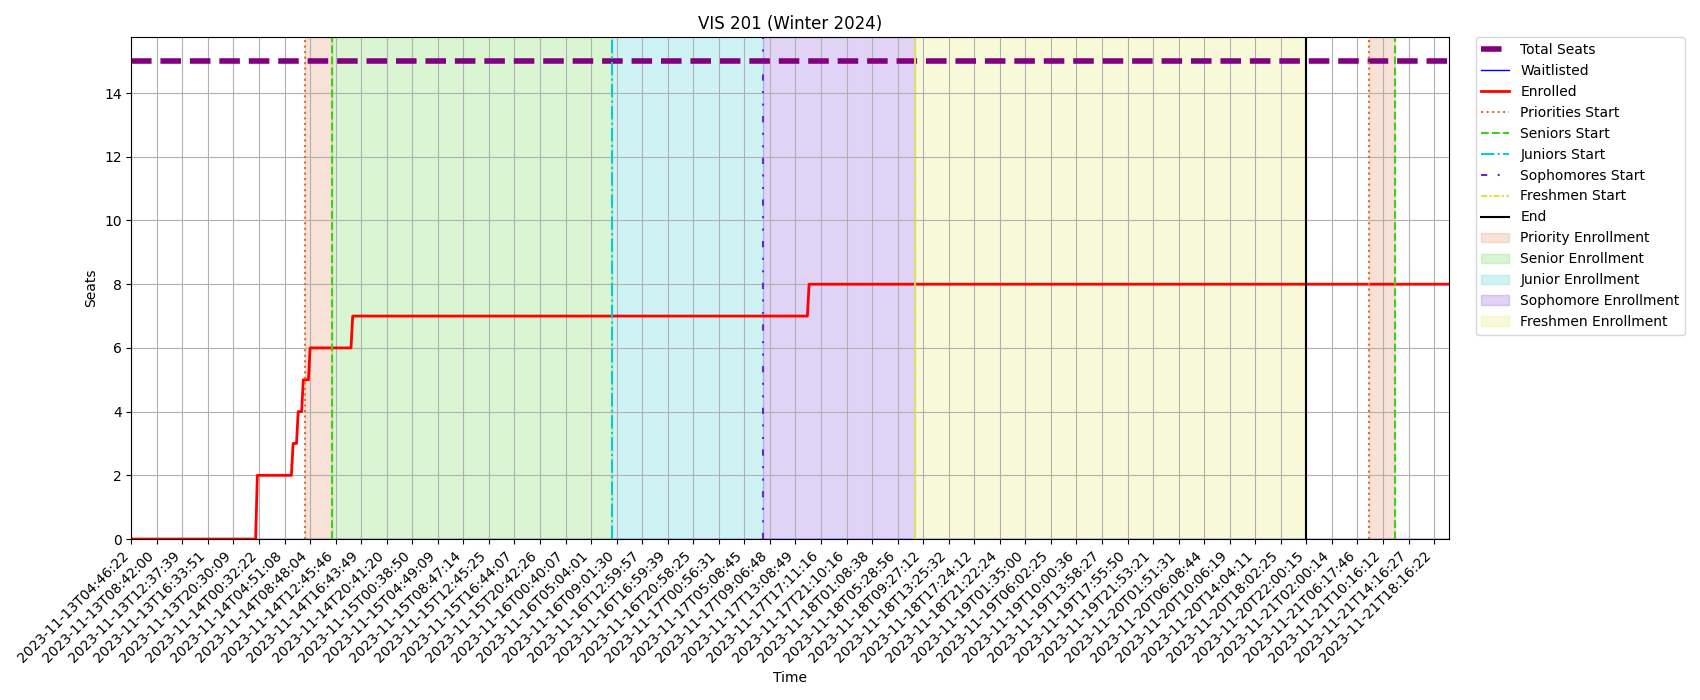 VIS 201 (Winter 2024)
Total Seats
Waitlisted
Enrolled
Priorities Start
Seniors Start
Juniors Start
Sophomores Start
Freshmen Start
End
Priority Enrollment
Senior Enrollment
Junior Enrollment
Sophomore Enrollment
Freshmen Enrollment
Seats
14
12
10
8
6
4
2
0
2023-11-13T04:46:22
2023-11-13T08:42:00
2023-11-13T12:37:39
2023-11-13T16:33:51
2023-11-13T20:30:09
2023-11-14T00:32:22
2023-11-14T04:51:08
2023-11-14T08:48:04
2023-11-14T12:45:46
2023-11-14T16:43:49
2023-11-14T20:41:20
2023-11-15T00:38:50
2023-11-15T04:49:09
2023-11-15T08:47:14
2023-11-15T12:45:25
2023-11-15T16:44:07
2023-11-15T20:42:26
2023-11-16T00:40:07
2023-11-16T05:04:01
2023-11-16T09:01:30
2023-11-16T12:59:57
2023-11-16T16:59:39
2023-11-16T20:58:25
2023-11-17T00:56:31
2023-11-17T05:08:45
2023-11-17T09:06:48
2023-11-17T13:08:49
2023-11-17T17:11:16
2023-11-17T21:10:16
2023-11-18T01:08:38
2023-11-18T05:28:56
2023-11-18T09:27:12
2023-11-18T13:25:32
2023-11-18T17:24:12
2023-11-18T21:22:24
2023-11-19T01:35:00
2023-11-19T06:02:25
2023-11-19T10:00:36
2023-11-19T13:58:27
2023-11-19T17:55:50
2023-11-19T21:53:21
2023-11-20T01:51:31
2023-11-20T06:08:44
2023-11-20T10:06:19
2023-11-20T14:04:11
2023-11-20T18:02:25
2023-11-20T22:00:15
2023-11-21T02:00:14
2023-11-21T06:17:46
2023-11-21T10:16:12
2023-11-21T14:16:27
2023-11-21T18:16:22
Time